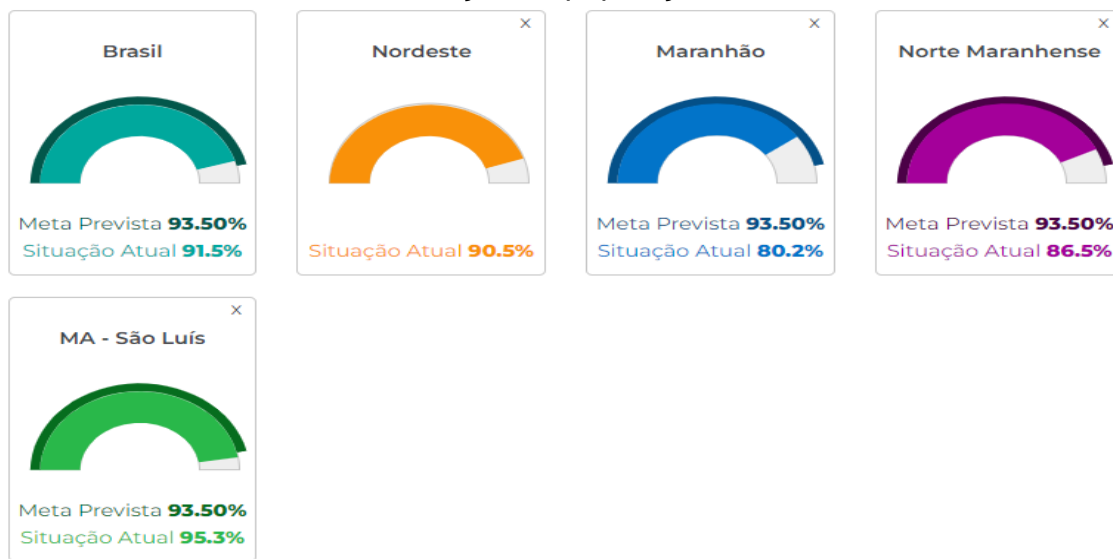 Brasil
Meta Prevista 93.50%
Situação Atual 91.5%
x
Nordeste
Situação Atual 90.5%
x
Maranhão
Meta Prevista 93.50%
Situação Atual 80.2%
x
Norte Maranhense
Meta Prevista 93.50%
Situação Atual 86.5%
x
MA - São Luís
Meta Prevista 93.50%
Situação Atual 95.3%